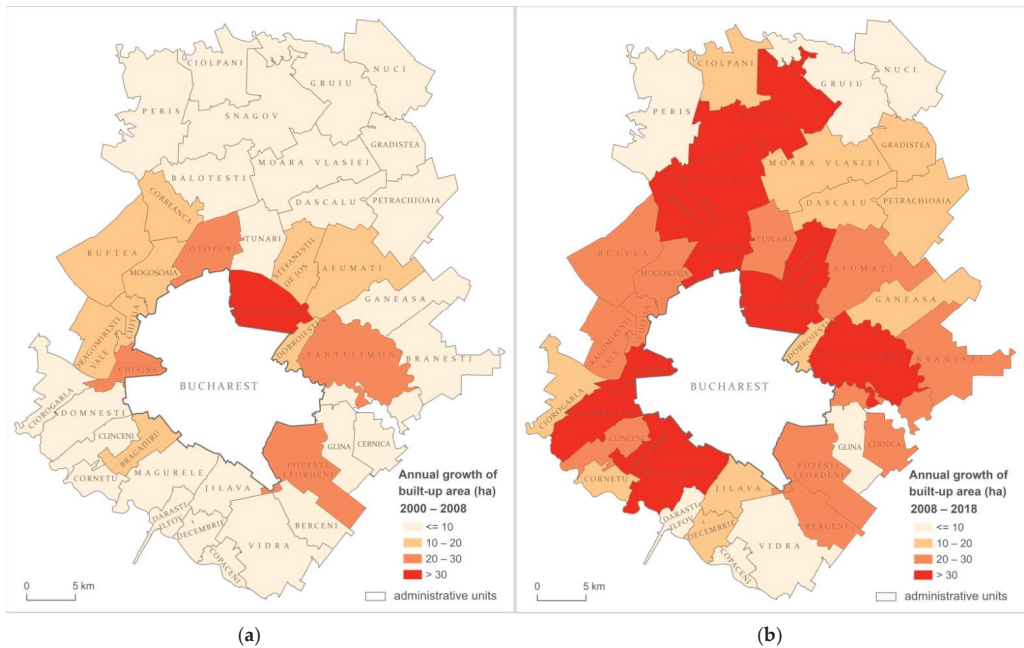 CIOLPANI
NUCI
GRUIU
PERIS
SNAGOV
GRADISTEA
MOARA VLASIEI
BALOTESTI
PETRACHIOAIA
CORBEANCA
DASCALU
OTOPENI
TUNARI
BUFTEA
STEFANESTII
DE JOS
AFUMATI
MOGOSOAIA
GANEASA
CHITILA
DRAGOMIRESTI
VALE
DOBROIESTI
PANTELIMON
BRANESTI
CHIAJNA
BUCHAREST
CIOROGARLA
DOMNESTI
CLINCENI
BRAGADIRU
GLINA
CERNICA
CORNETU
MAGURELE
POPESTI
LEORDENI
JILAVA
DARASTI
ILFOV
1
DECEMBRIE
BERCENI
VIDRA
COPACENI
Annual growth of
built-up area (ha)
2000 – 2008
<= 10
10 – 20
20 – 30
> 30
administrative units
0 5 km
(a)
CIOLPANI
NUCI
GRUIU
PERIS
GRADISTEA
MOARA VLASIEI
PETRACHIOAIA
DASCALU
TUNARI
BUFTEA
AFUMATI
MOGOSOAIA
GANEASA
DRAGOMIRESTI
VALE
DOBROIESTI
PANTELIMON
BRANESTI
BUCHAREST
CIOROGARLA
CLINCENI
GLINA
CERNICA
CORNETU
POPESTI
LEORDENI
JILAVA
DARASTI
ILFOV
1
DECEMBRIE
BERCENI
VIDRA
COPACENI
Annual growth of
built-up area (ha)
2008 – 2018
<= 10
10 – 20
20 – 30
> 30
administrative units
0 5 km
(b)